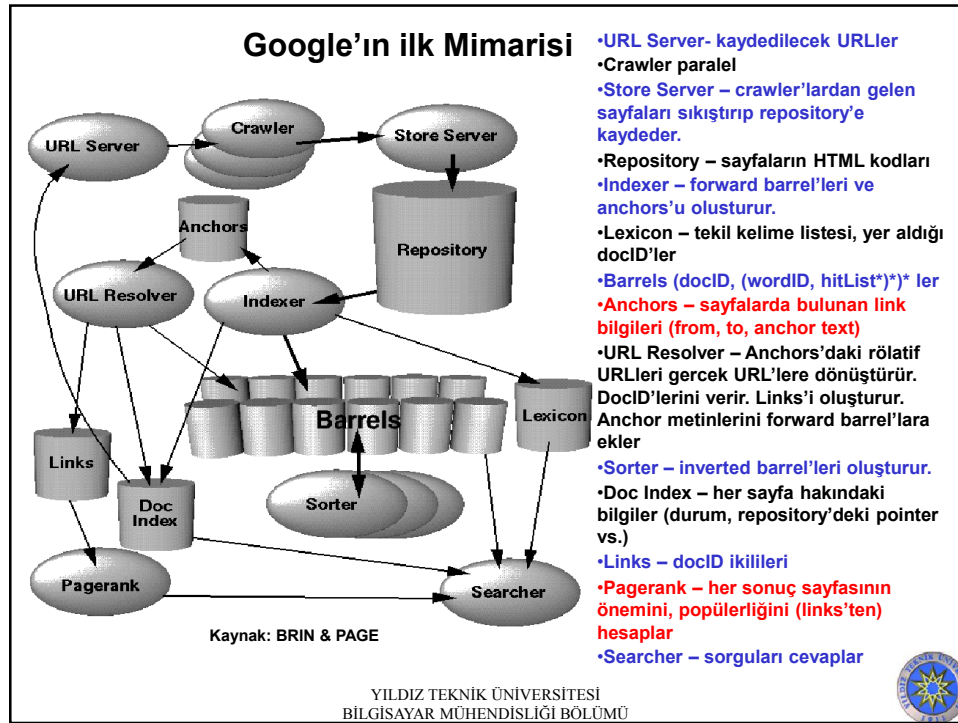 Google'ın ilk Mimarisi
URL Server
Crawler
Store Server
Anchors
Repository
URL Resolver
Indexer
Barrels
Lexicon
Links
Doc
Index
Sorter
Pagerank
Searcher
Kaynak: BRIN & PAGE
•URL Server- kaydedilecek URLler
•Crawler paralel
•Store Server – crawler'lardan gelen
sayfaları sıkıştırıp repository'e
kaydeder.
•Repository – sayfaların HTML kodları
•Indexer – forward barrel'leri ve
anchors'u olusturur.
•Lexicon – tekil kelime listesi, yer aldığı
docID'ler
•Barrels (docID, (wordID, hitList*)*)* ler
•Anchors – sayfalarda bulunan link
bilgileri (from, to, anchor text)
•URL Resolver – Anchors'daki rölatif
URLleri gercek URL'lere dönüştürür.
DocID'lerini verir. Links'i oluşturur.
Anchor metinlerini forward barrel'lara
ekler
•Sorter – inverted barrel'leri oluşturur.
•Doc Index – her sayfa hakındaki
bilgiler (durum, repository'deki pointer
vs.)
•Links – docID ikilileri
•Pagerank – her sonuç sayfasının
önemini, popülerliğini (links'ten)
hesaplar
•Searcher – sorguları cevaplar
YILDIZ TEKNİK ÜNİVERSİTESİ
BİLGİSAYAR MÜHENDİSLİĞİ BÖLÜMÜ
YILDIZ TEKNİK ÜNİVERSİTESİ
1911